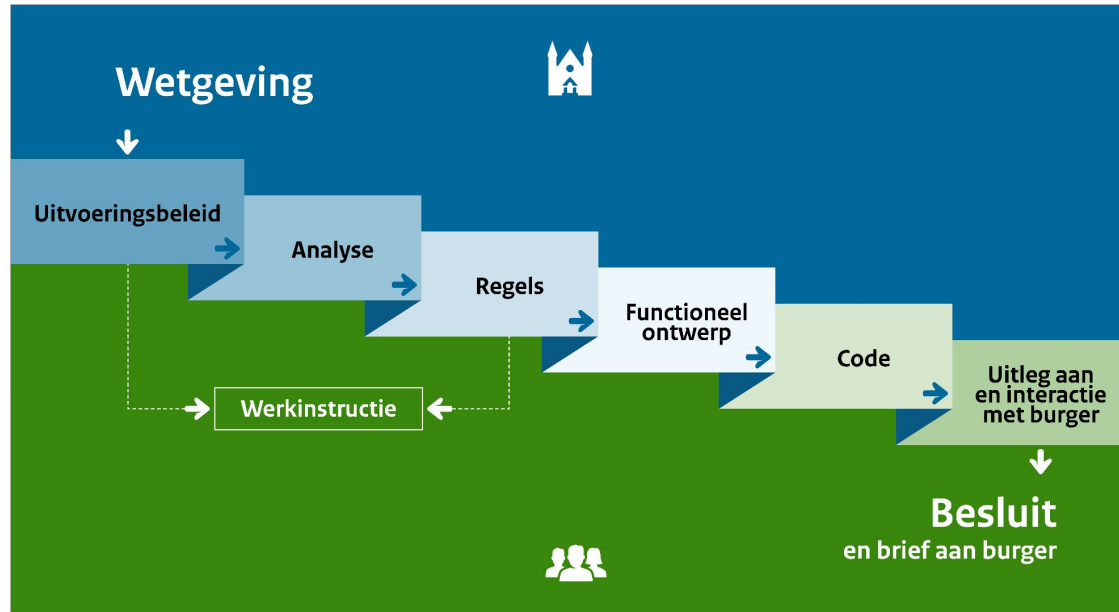 Wetgeving
Uitvoeringsbeleid
Analyse
Regels
Functioneel
ontwerp
Code
Uitleg aan
en interactie
met burger
Werkinstructie
Besluit
en brief aan burger